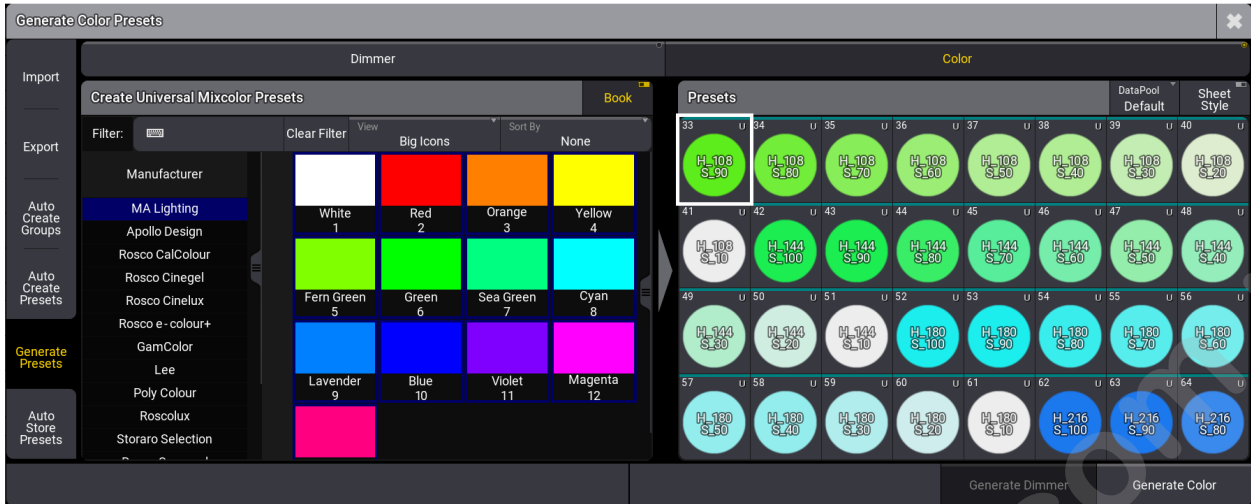 Generate Color Presets
Import
Export
Auto
Create
Groups
Auto
Create
Presets
Generate
Presets
Auto
Store
Presets
Dimmer
Color
Create Universal Mixcolor Presets
Book
Filter:
Clear Filter
View
Big Icons
Sort By
None
Manufacturer
MA Lighting
Apollo Design
Rosco CalColour
Rosco Cinegel
Rosco Cinelux
Rosco e-colour+
GamColor
Lee
Poly Colour
Roscolux
Storaro Selection
White
1
Red
2
Orange
3
Yellow
4
Fern Green
5
Green
6
Sea Green
7
Cyan
8
Lavender
9
Blue
10
Violet
11
Magenta
12
Presets
DataPool
Default
Sheet
Style
33 U
H_108
S_90
34 U
H_108
S_80
35 U
H_108
S_70
36 U
H_108
S_60
37 U
H_108
S_50
38 U
H_108
S_40
39 U
H_108
S_30
40 U
H_108
S_20
41 U
H_108
S_10
42 U
H_144
S_100
43 U
H_144
S_90
44 U
H_144
S_80
45 U
H_144
S_70
46 U
H_144
S_60
47 U
H_144
S_50
48 U
H_144
S_40
49 U
H_144
S_30
50 U
H_144
S_20
51 U
H_144
S_10
52 U
H_180
S_100
53 U
H_180
S_90
54 U
H_180
S_80
55 U
H_180
S_70
56 U
H_180
S_60
57 U
H_180
S_50
58 U
H_180
S_40
59 U
H_180
S_30
60 U
H_180
S_20
61 U
H_180
S_10
62 U
H_216
S_100
63 U
H_216
S_90
64 U
H_216
S_80
Generate Dimmer
Generate Color